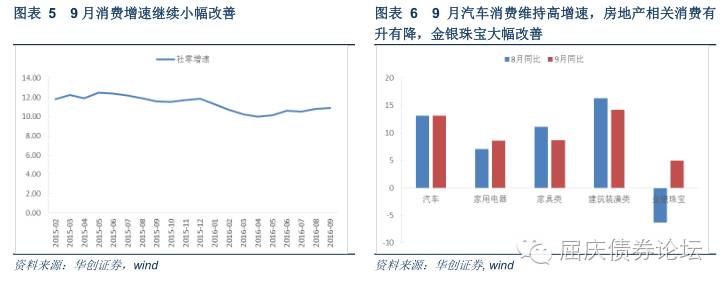 图表 5 9 月消费增速继续小幅改善
社零增速
14.00
12.00
10.00
8.00
6.00
4.00
2.00
0.00
2015-02
2015-03
2015-04
2015-05
2015-06
2015-07
2015-08
2015-09
2015-10
2015-11
2015-12
2016-01
2016-02
2016-03
2016-04
2016-05
2016-06
2016-07
2016-08
2016-09
资料来源：华创证券，wind
图表 6 9 月汽车消费维持高增速，房地产相关消费有
升有降，金银珠宝大幅改善
8月同比 9月同比
20
15
10
5
0
-5
-10
汽车
家用电器
家具类
建筑装潢类
金银珠宝
屈庆债券论坛
资料来源：华创证券, wind